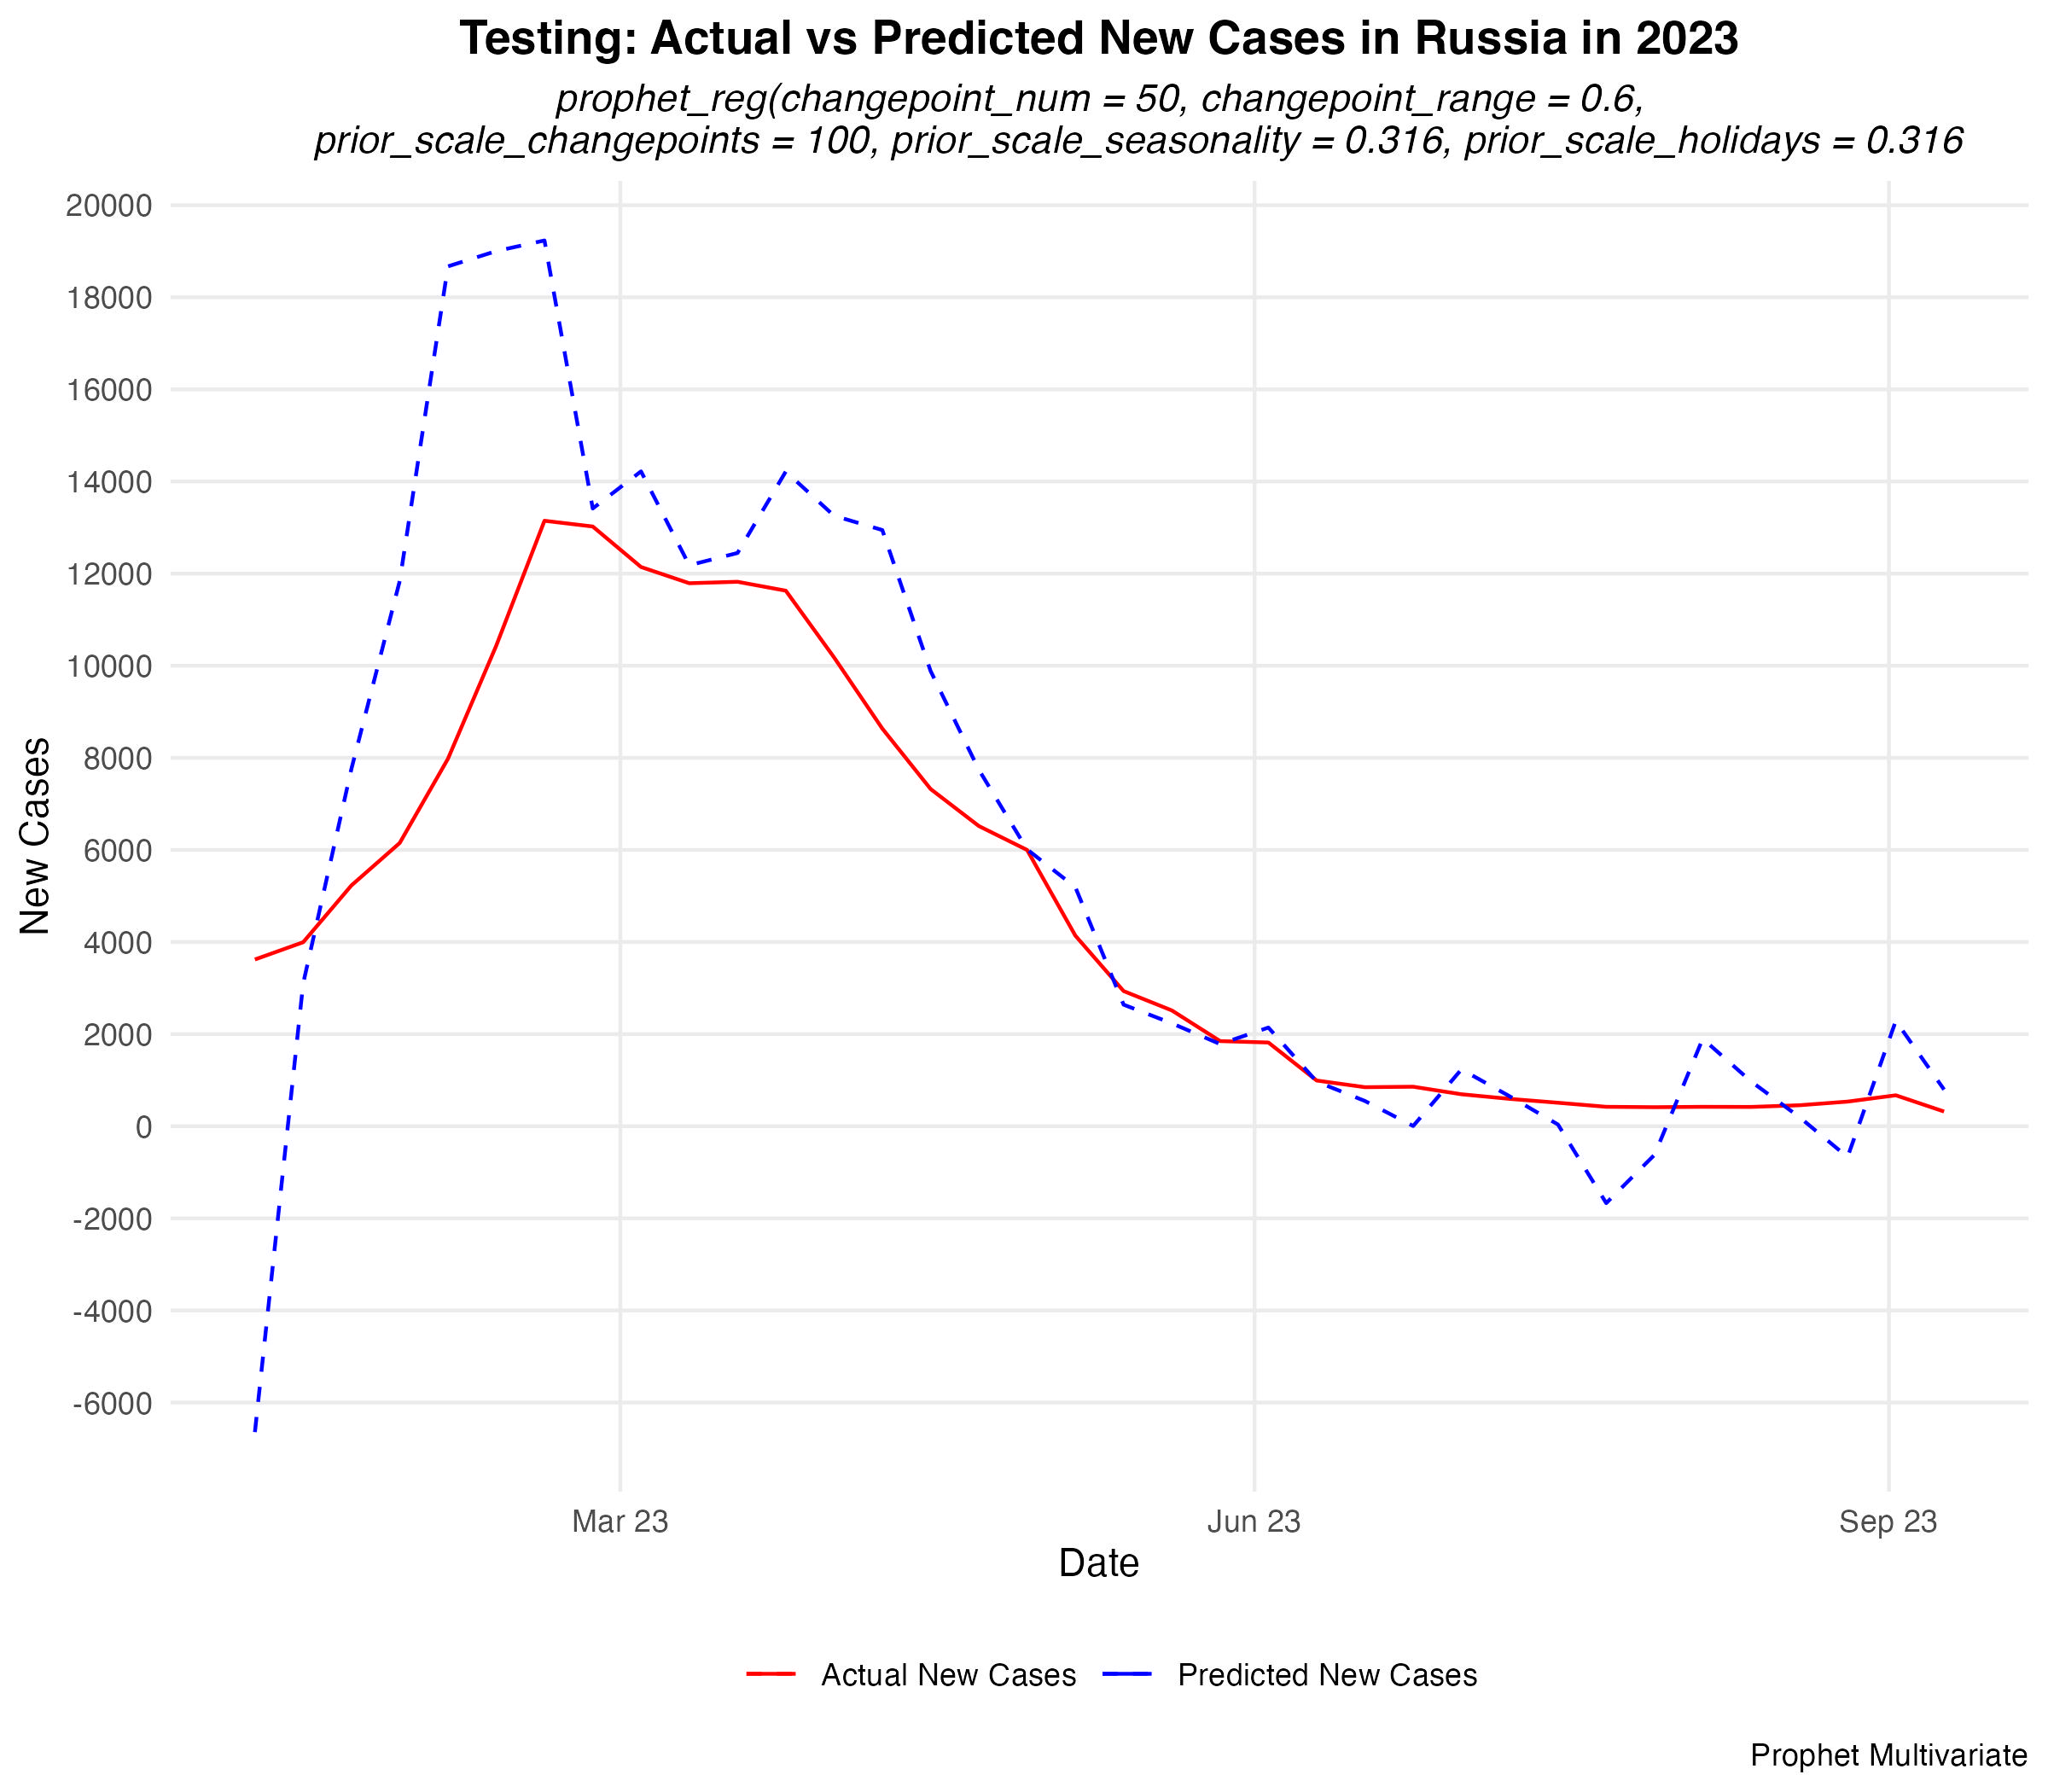 Testing: Actual vs Predicted New Cases in Russia in 2023
prophet_reg(changepoint_num = 50, changepoint_range = 0.6,
prior_scale_changepoints = 100, prior_scale_seasonality = 0.316, prior_scale_holidays = 0.316
20000
18000
16000
14000
12000
10000
8000
6000
4000
2000
0
-2000
-4000
-6000
New Cases
Mar 23 Jun 23 Sep 23
Date
Actual New Cases Predicted New Cases
Prophet Multivariate